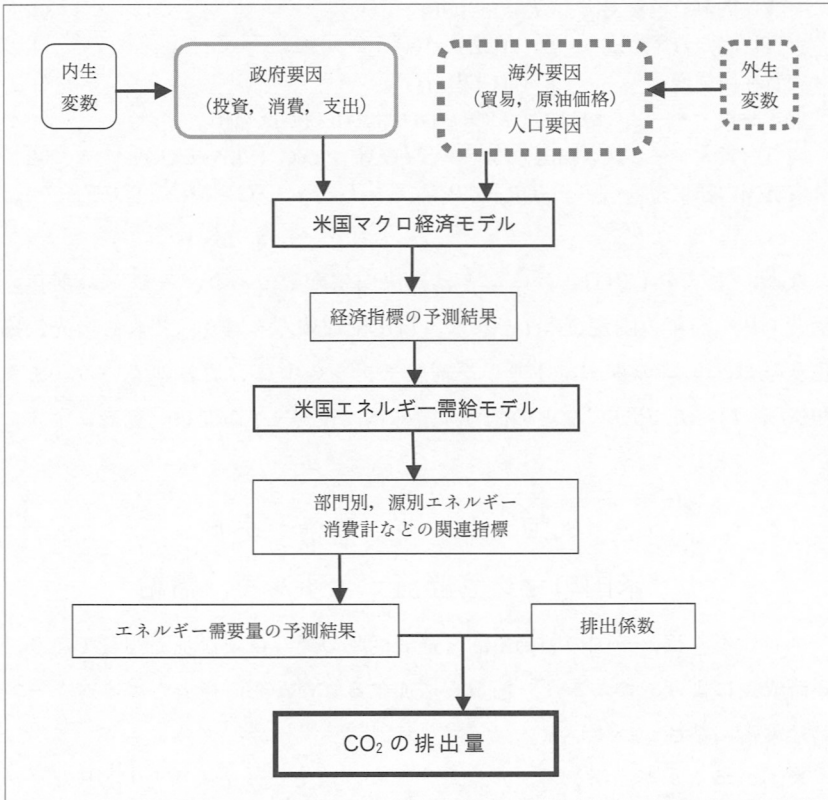 内生
変数
政府要因
(投資，消費，支出)
海外要因
(貿易，原油価格)
人口要因
外生
変数
米国マクロ経済モデル
経済指標の予測結果
米国エネルギー需給モデル
部門別，源別エネルギー
消費計などの関連指標
エネルギー需要量の予測結果
排出係数
CO₂の排出量